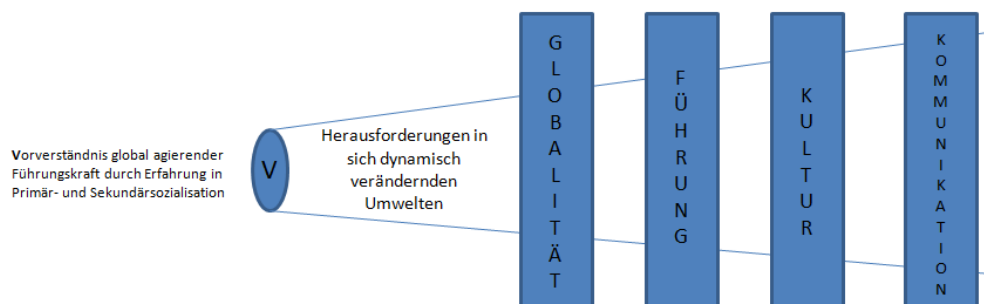 Vorverständnis global agierender
Führungskraft durch Erfahrung in
Primär- und Sekundärsozialisation
V
Herausforderungen in
sich dynamisch
verändernden
Umwelten
GLOBALITÄT
FÜHRUNG
KULTUR
KOMMUNIKATION